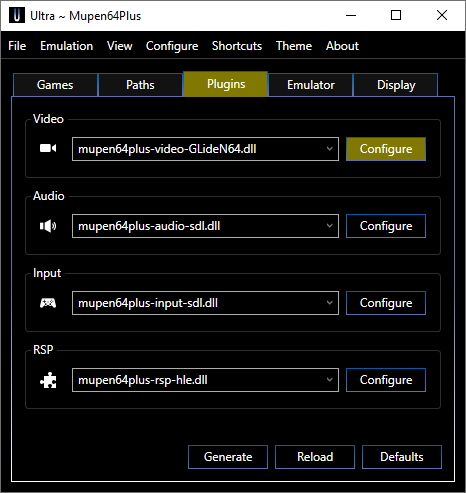 Ultra ~ Mupen64Plus
File Emulation View Configure Shortcuts Theme About
Games Paths Plugins Emulator Display
Video
mupen64plus-video-GLideN64.dll Configure
Audio
mupen64plus-audio-sdl.dll Configure
Input
mupen64plus-input-sdl.dll Configure
RSP
mupen64plus-rsp-hle.dll Configure
Generate Reload Defaults